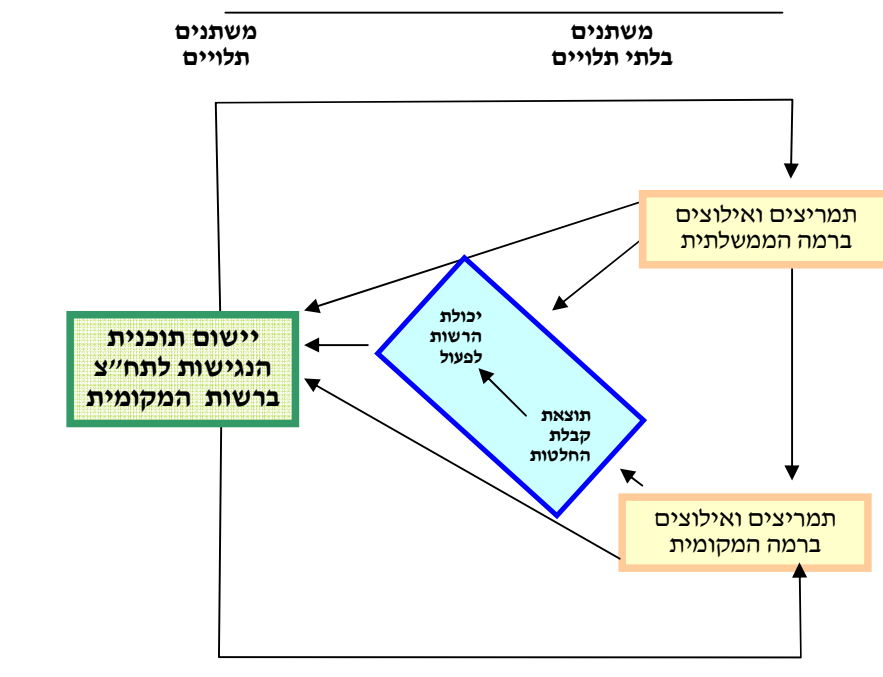 משתנים
בלתי תלויים
משתנים
תלויים
תמריצים ואילוצים
ברמה הממשלתית
יכולת
הרשות
לפעול
יישום תוכנית
הנגישות לתח״צ
ברשות המקומית
תוצאת
קבלת
החלטות
תמריצים ואילוצים
ברמה המקומית